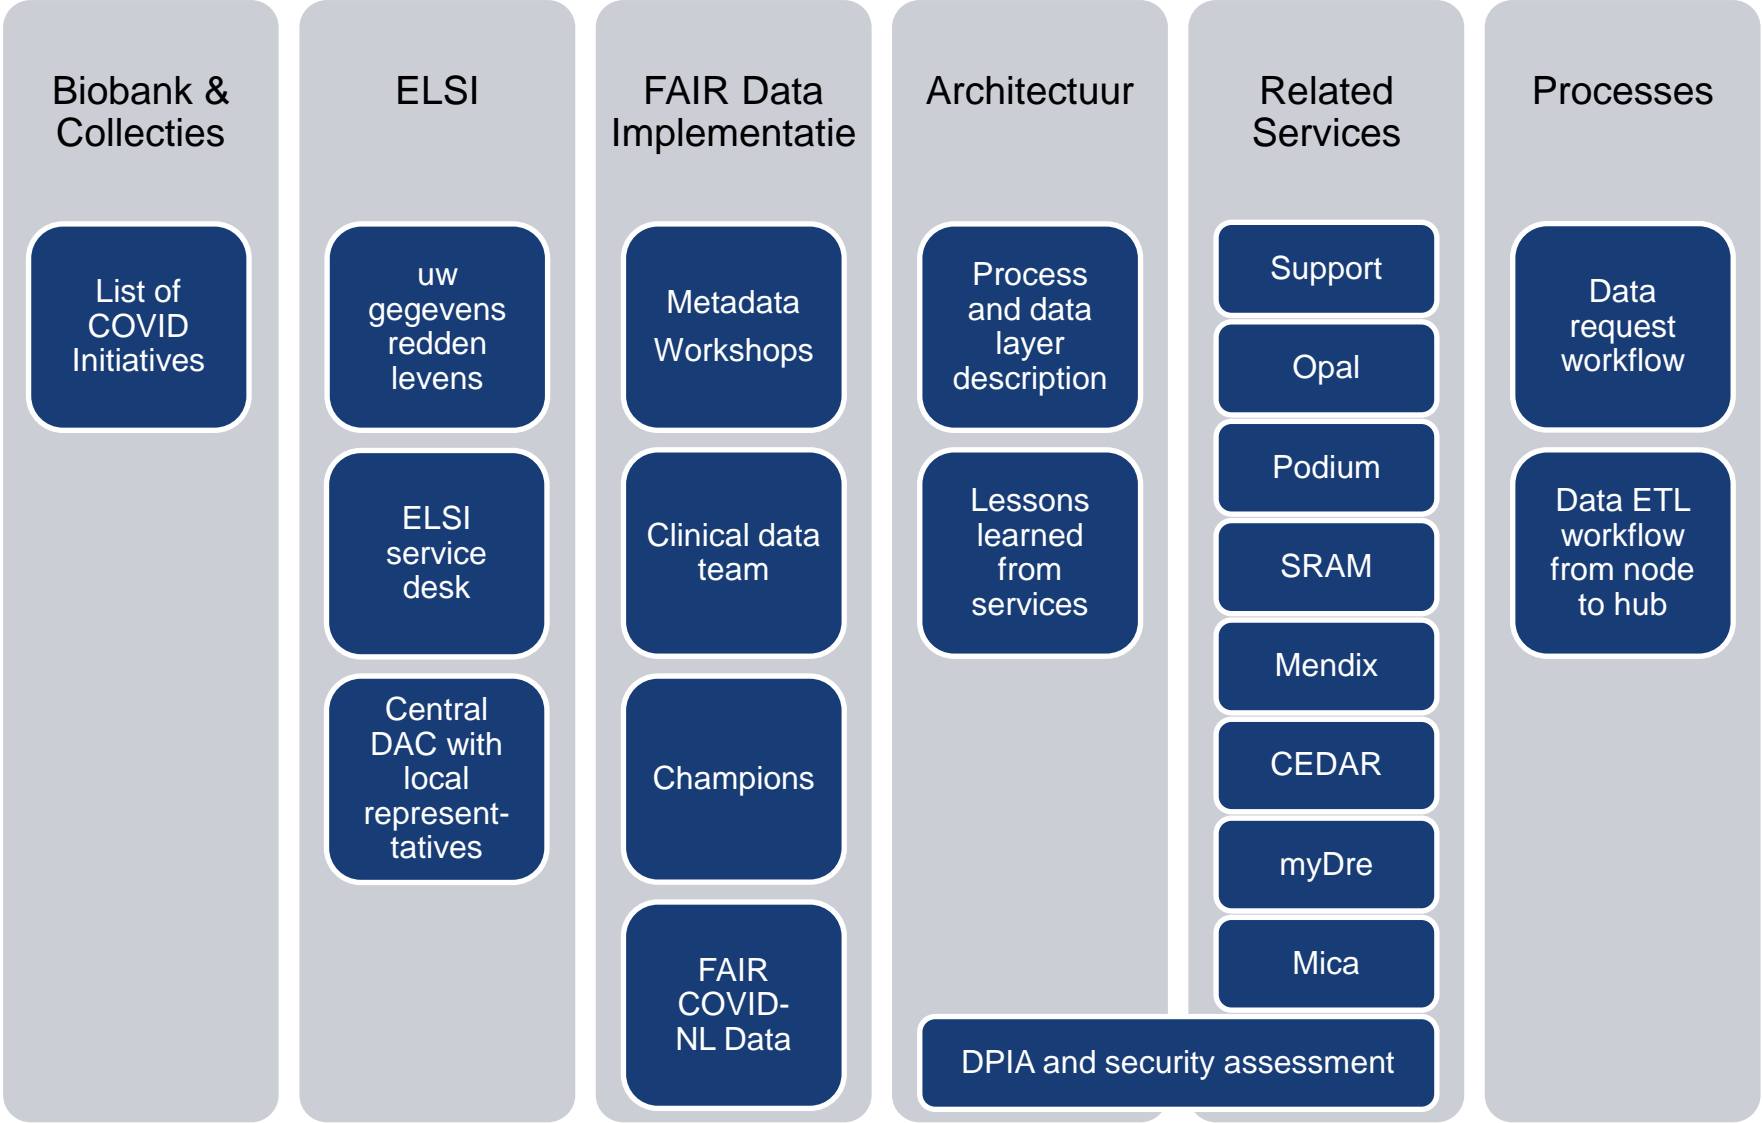 Biobank &
Collecties
List of
COVID
Initiatives
ELSI
uw
gegevens
redden
levens
ELSI
service
desk
Central
DAC with
local
represent-
tatives
FAIR Data
Implementatie
Metadata
Workshops
Clinical data
team
Champions
FAIR
COVID-
NL Data
Architectuur
Process
and data
layer
description
Lessons
learned
from
services
Related
Services
Support
Opal
Podium
SRAM
Mendix
CEDAR
myDre
Mica
DPIA and security assessment
Processes
Data
request
workflow
Data ETL
workflow
from node
to hub